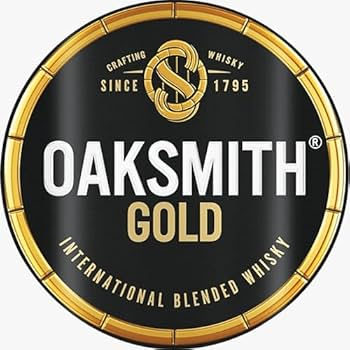 CRAFTING WHISKY
SINCE 1795
OAKSMITH®
GOLD
INTERNATIONAL BLENDED WHISKY